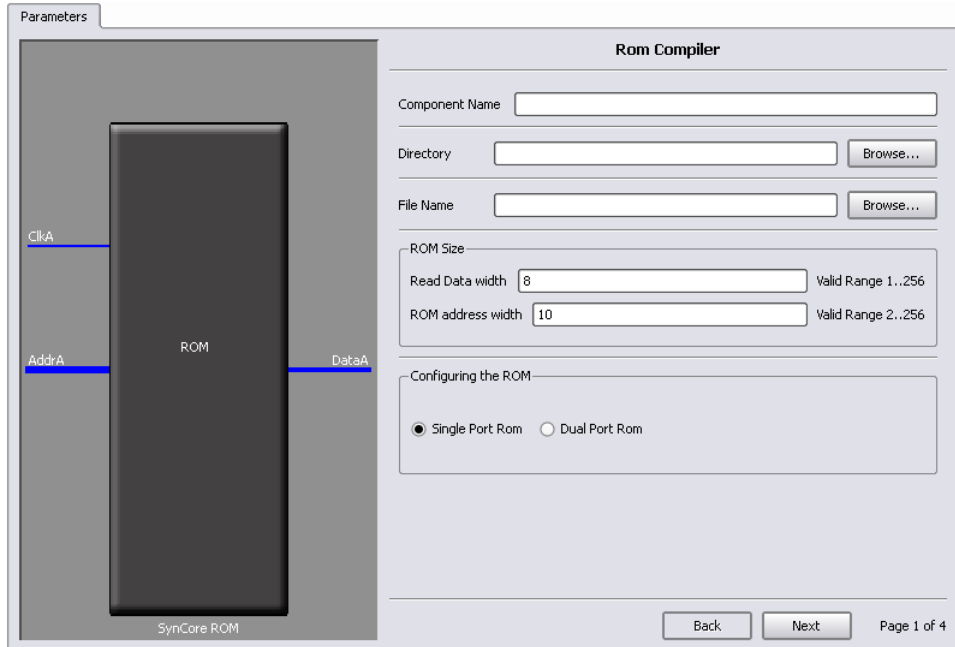 Parameters
Rom Compiler
Component Name
Directory
Browse...
File Name
Browse...
ROM Size
Read Data width 8 Valid Range 1..256
ROM address width 10 Valid Range 2..256
Configuring the ROM
Single Port Rom Dual Port Rom
ClkA
AddrA
ROM
DataA
SynCore ROM
Back Next Page 1 of 4